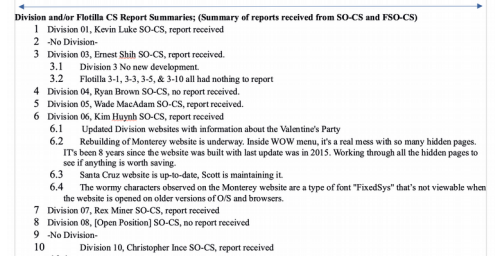 Division and/or Flotilla CS Report Summaries; (Summary of reports received from SO-CS and FSO-CS)
1 Division 01, Kevin Luke SO-CS, report received
2 -No Division-
3 Division 03, Ernest Shih SO-CS, report received.
3.1 Division 3 No new development.
3.2 Flotilla 3-1, 3-3, 3-5, & 3-10 all had nothing to report
4 Division 04, Ryan Brown SO-CS, no report received.
5 Division 05, Wade MacAdam SO-CS, report received.
6 Division 06, Kim Huynh SO-CS, report received
6.1 Updated Division websites with information about the Valentine's Party
6.2 Rebuilding of Monterey website is underway. Inside WOW menu, it's a real mess with so many hidden pages.
IT's been 8 years since the website was built with last update was in 2015. Working through all the hidden pages to
see if anything is worth saving.
6.3 Santa Cruz website is up-to-date, Scott is maintaining it.
6.4 The wormy characters observed on the Monterey website are a type of font "FixedSys" that's not viewable when
the website is opened on older versions of O/S and browsers.
7 Division 07, Rex Miner SO-CS, report received
8 Division 08, [Open Position] SO-CS, no report received
9 -No Division-
10 Division 10, Christopher Ince SO-CS, report received